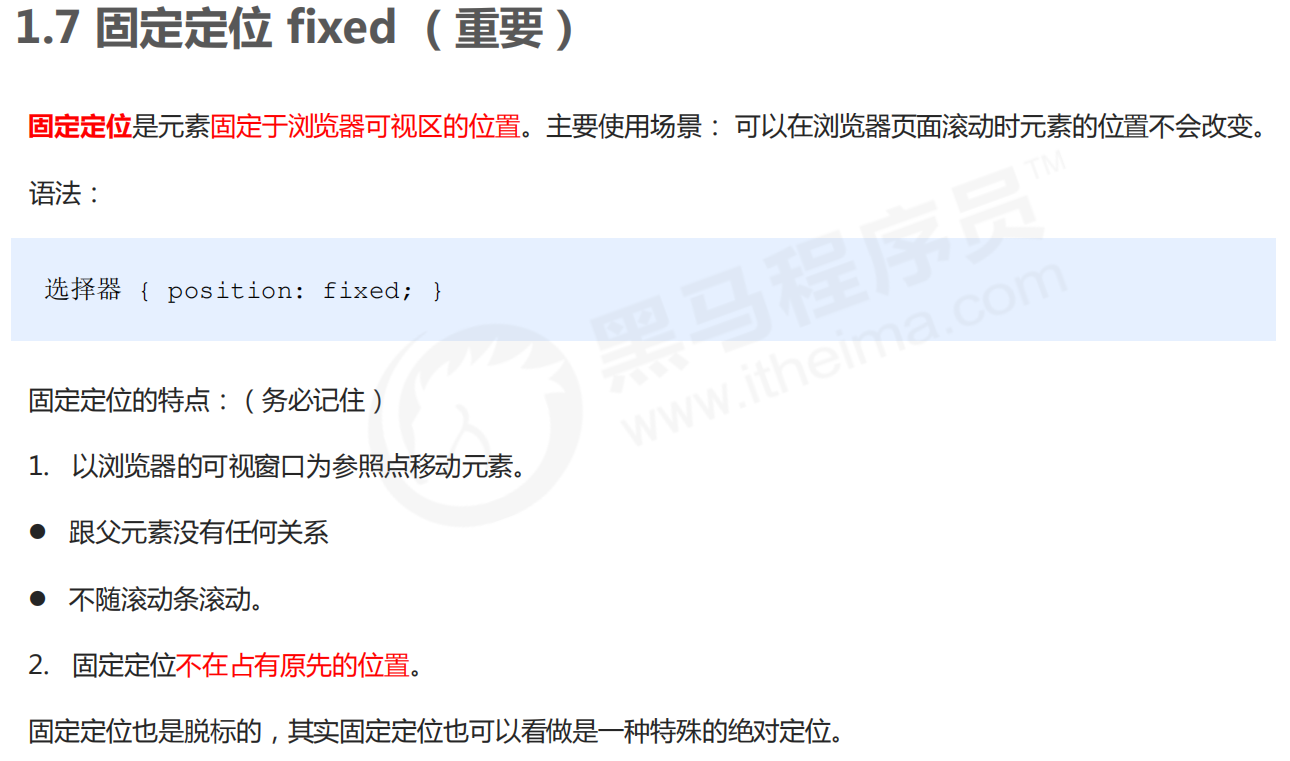 1.7 固定定位 fixed （重要）
固定定位是元素固定于浏览器可视区的位置。主要使用场景： 可以在浏览器页面滚动时元素的位置不会改变。
语法：
选择器 { position: fixed; }
固定定位的特点：（务必记住）
1. 以浏览器的可视窗口为参照点移动元素。
● 跟父元素没有任何关系
● 不随滚动条滚动。
2. 固定定位不在占有原先的位置。
固定定位也是脱标的，其实固定定位也可以看做是一种特殊的绝对定位。
黑马程序员™
www.itheima.com